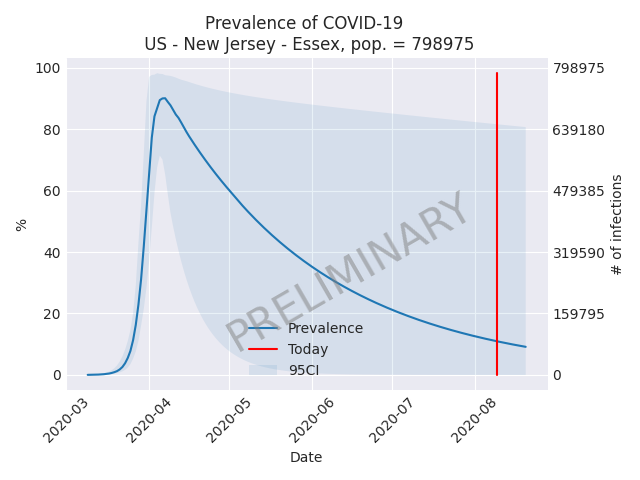 Prevalence of COVID-19
US - New Jersey - Essex, pop. = 798975
100
80
60
40
20
0
%
798975
639180
479385
319590
159795
0
# of infections
PRELIMINARY
Prevalence
Today
95CI
2020-03
2020-04
2020-05
2020-06
2020-07
2020-08
Date